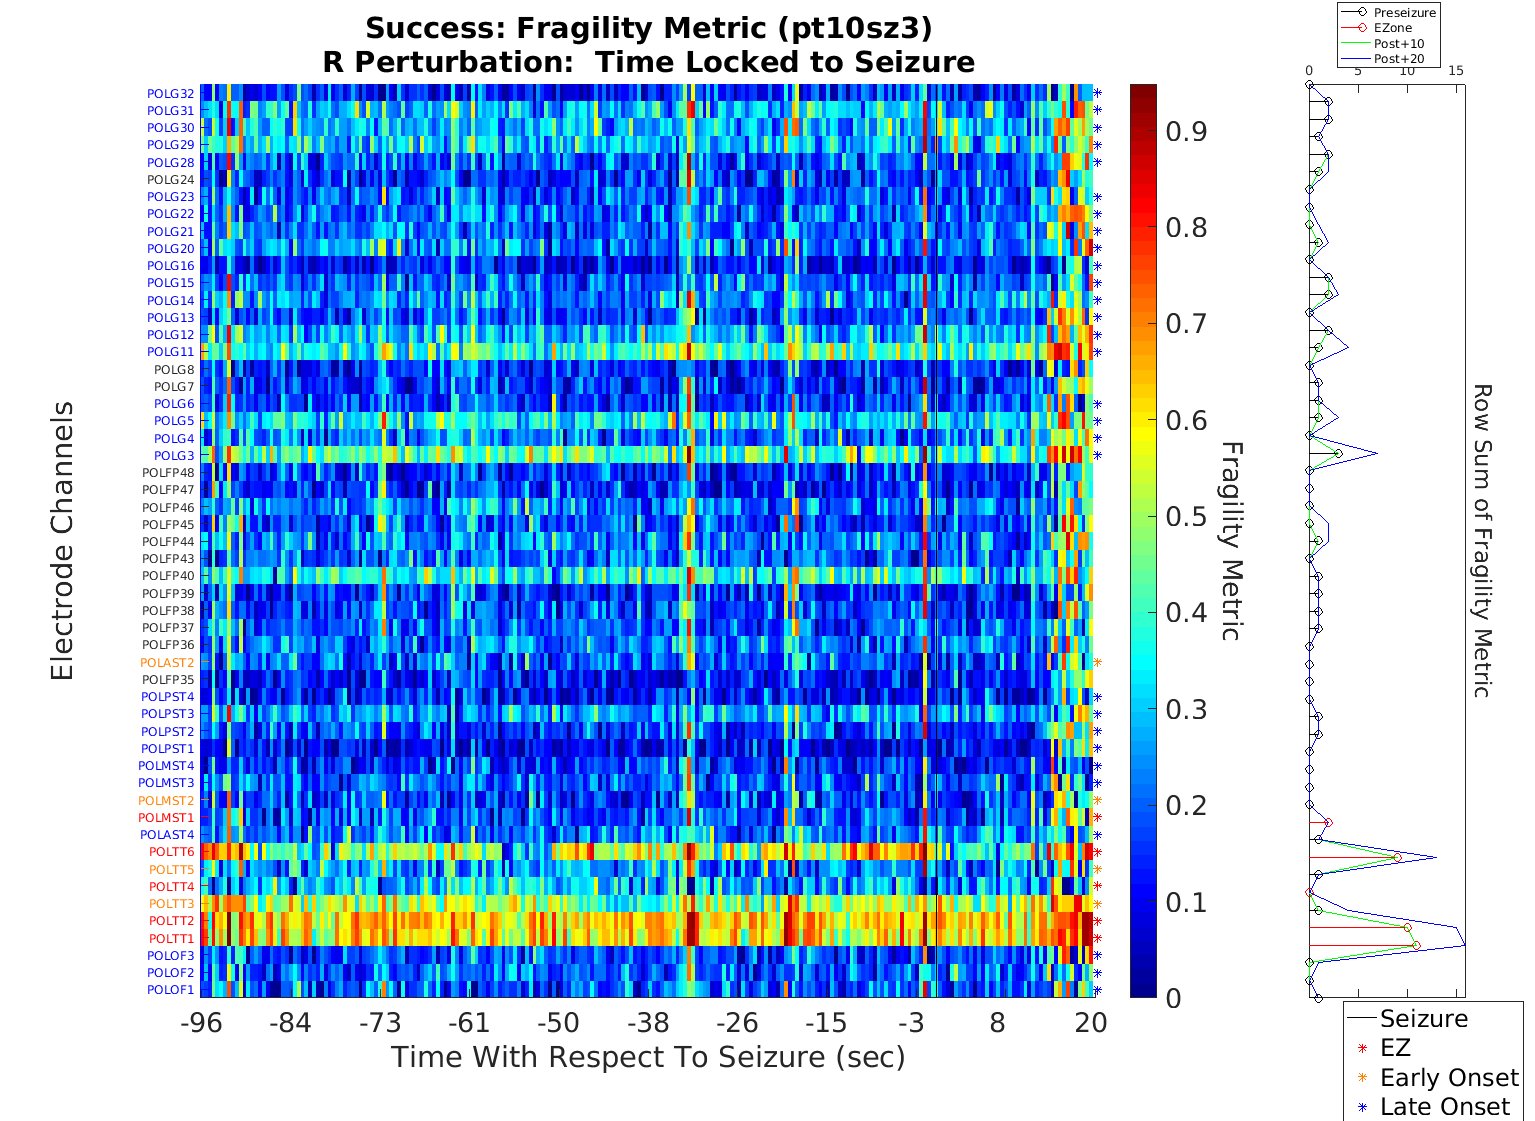 Success: Fragility Metric (pt10sz3)
R Perturbation: Time Locked to Seizure
Preseizure
EZone
Post+10
Post+20
0 5 10 15
Electrode Channels
POLG32
POLG31
POLG30
POLG29
POLG28
POLG24
POLG23
POLG22
POLG21
POLG20
POLG16
POLG15
POLG14
POLG13
POLG12
POLG11
POLG8
POLG7
POLG6
POLG5
POLG4
POLG3
POLFP48
POLFP47
POLFP46
POLFP45
POLFP44
POLFP43
POLFP40
POLFP39
POLFP38
POLFP37
POLFP36
POLAST2
POLFP35
POLPST4
POLPST3
POLPST2
POLPST1
POLMST4
POLMST3
POLMST2
POLMST1
POLAST4
POLTT6
POLTT5
POLTT4
POLTT3
POLTT2
POLTT1
POLOF3
POLOF2
POLOF1
-96 -84 -73 -61 -50 -38 -26 -15 -3 8 20
Time With Respect To Seizure (sec)
0.9
0.8
0.7
0.6
0.5
0.4
0.3
0.2
0.1
0
Fragility Metric
Row Sum of Fragility Metric
Seizure
EZ
Early Onset
Late Onset